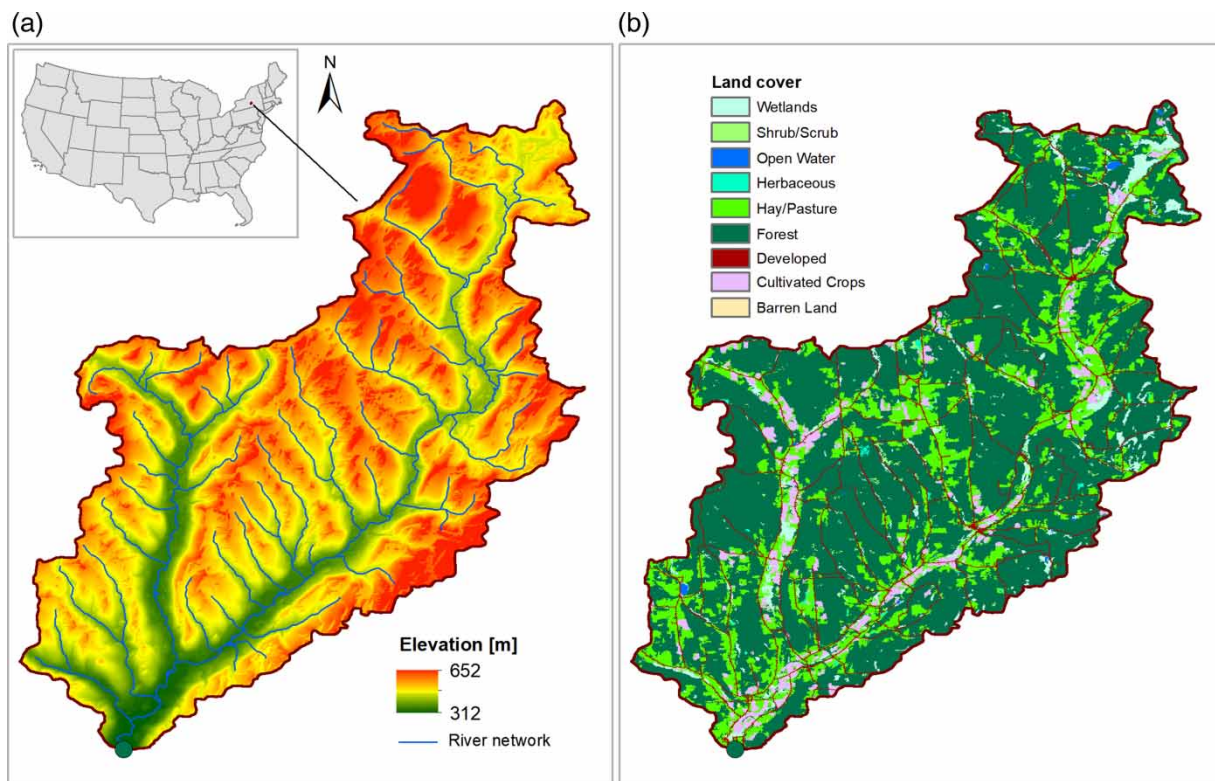 (a)
N
Elevation [m]
652
312
River network
(b)
Land cover
Wetlands
Shrub/Scrub
Open Water
Herbaceous
Hay/Pasture
Forest
Developed
Cultivated Crops
Barren Land